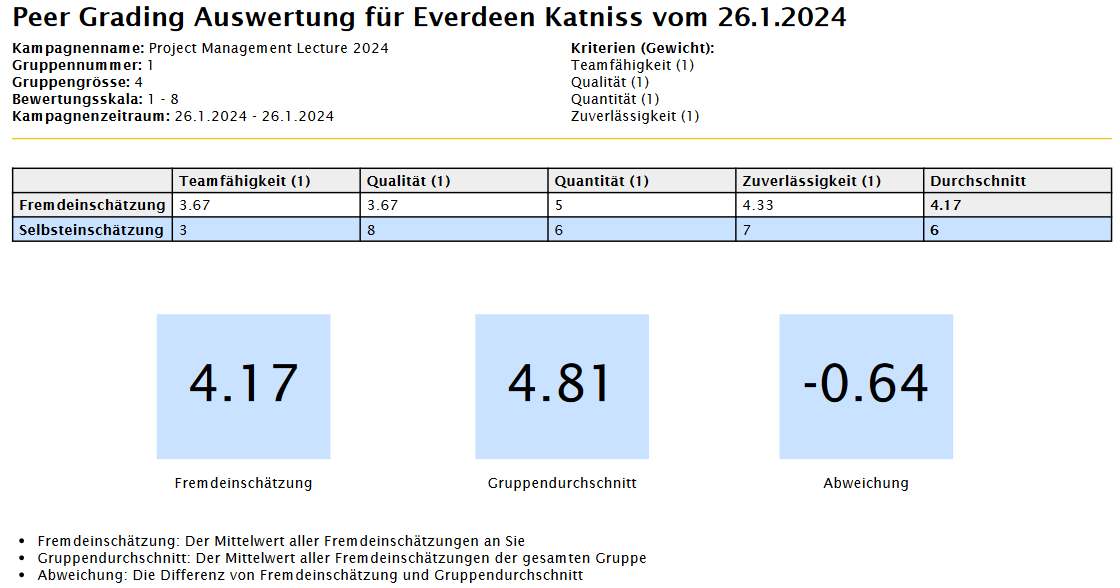 Peer Grading Auswertung für Everdeen Katniss vom 26.1.2024
Kampagnenname: Project Management Lecture 2024
Gruppennummer: 1
Gruppengrösse: 4
Bewertungsskala: 1 - 8
Kampagnenzeitraum: 26.1.2024 - 26.1.2024
Kriterien (Gewicht):
Teamfähigkeit (1)
Qualität (1)
Quantität (1)
Zuverlässigkeit (1)
Teamfähigkeit (1) Qualität (1) Quantität (1) Zuverlässigkeit (1) Durchschnitt
Fremdeinschätzung 3.67 3.67 5 4.33 4.17
Selbsteinschätzung 3 8 6 7 6
4.17 4.81 -0.64
Fremdeinschätzung Gruppendurchschnitt Abweichung
• Fremdeinschätzung: Der Mittelwert aller Fremdeinschätzungen an Sie
• Gruppendurchschnitt: Der Mittelwert aller Fremdeinschätzungen der gesamten Gruppe
• Abweichung: Die Differenz von Fremdeinschätzung und Gruppendurchschnitt